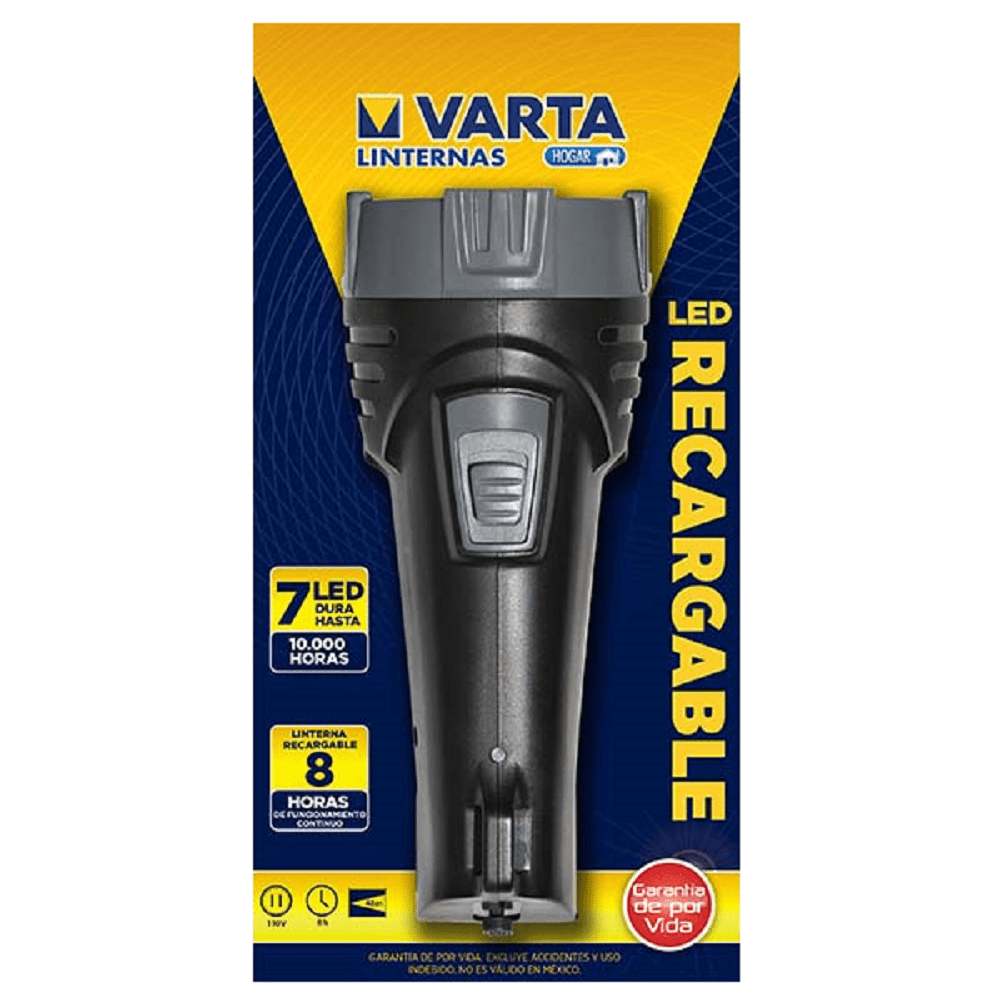 VARTA
LINTERNAS HOGAR
LED
RECARGABLE
7 LED
DURA
HASTA
10.000
HORAS
LINTERNA
RECARGABLE
8
HORAS
DE FUNCIONAMIENTO
CONTINUO
Garantía
de por
Vida
GARANTÍA DE POR VIDA, EXCLUYE ACCIDENTES Y USO
INDEBIDO. NO ES VÁLIDO EN MÉXICO.